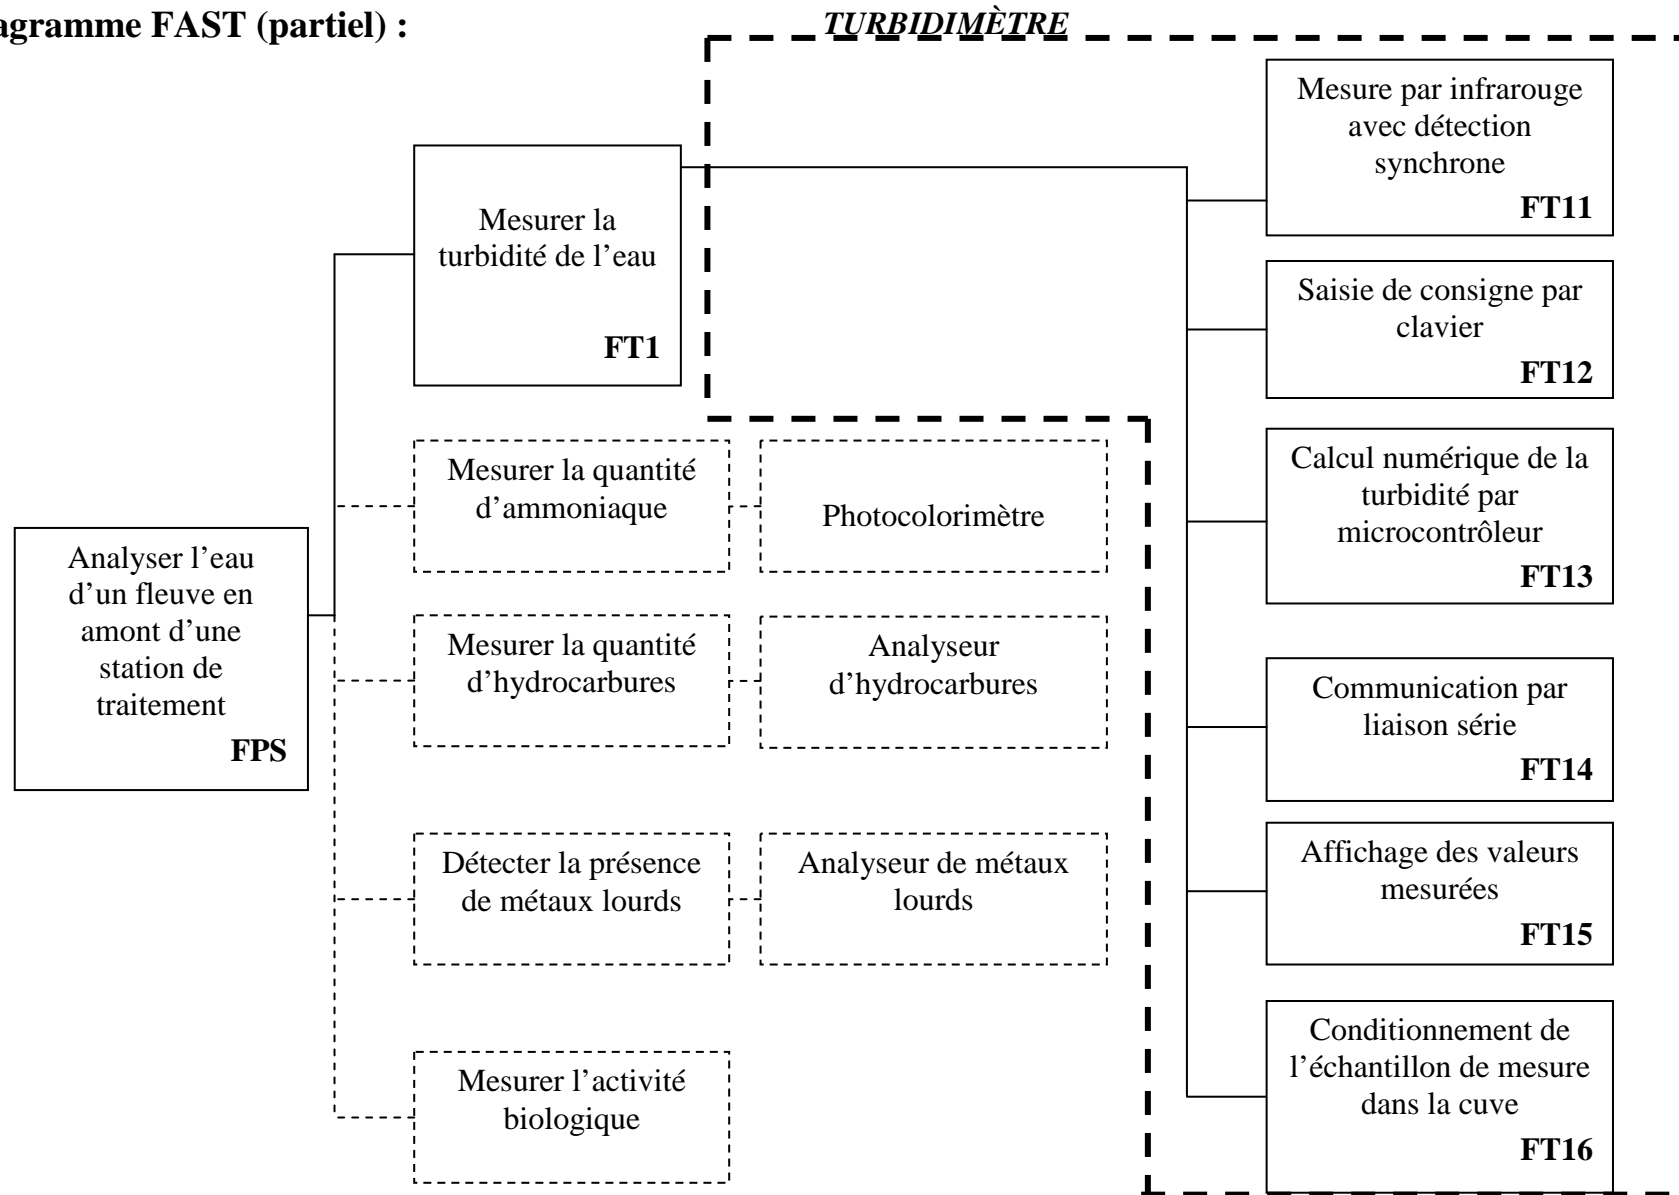 agramme FAST (partiel) :
TURBIDIMÈTRE
Mesurer la
turbidité de l’eau
FT1
Mesure par infrarouge
avec détection
synchrone
FT11
Saisie de consigne par
clavier
FT12
Calcul numérique de la
turbidité par
microcontrôleur
FT13
Communication par
liaison série
FT14
Affichage des valeurs
mesurées
FT15
Conditionnement de
l’échantillon de mesure
dans la cuve
FT16
Mesurer la quantité
d’ammoniaque
Photocolorimètre
Analyser l’eau
d’un fleuve en
amont d’une
station de
traitement
FPS
Mesurer la quantité
d’hydrocarbures
Analyseur
d’hydrocarbures
Détecter la présence
de métaux lourds
Analyseur de métaux
lourds
Mesurer l’activité
biologique